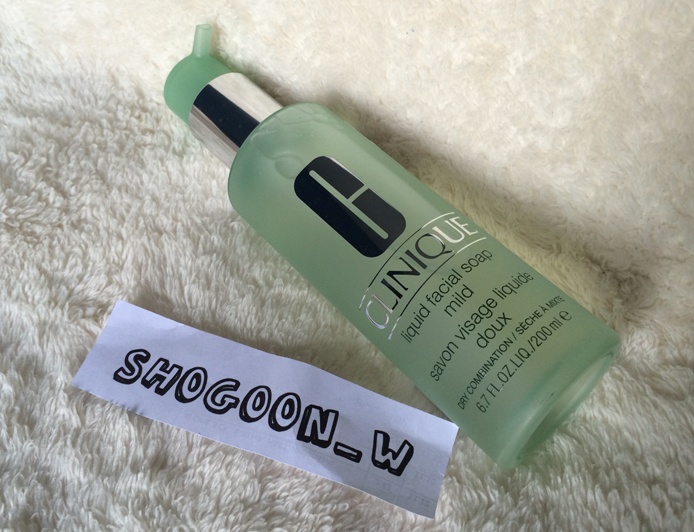 CLINIQUE
liquid facial soap
mild
savon visage liquide
doux
DRY COMBINATION / SÈCHE À MIXTE
6.7 FL.OZ.LIQ./200 ml e
SHOGOON_W